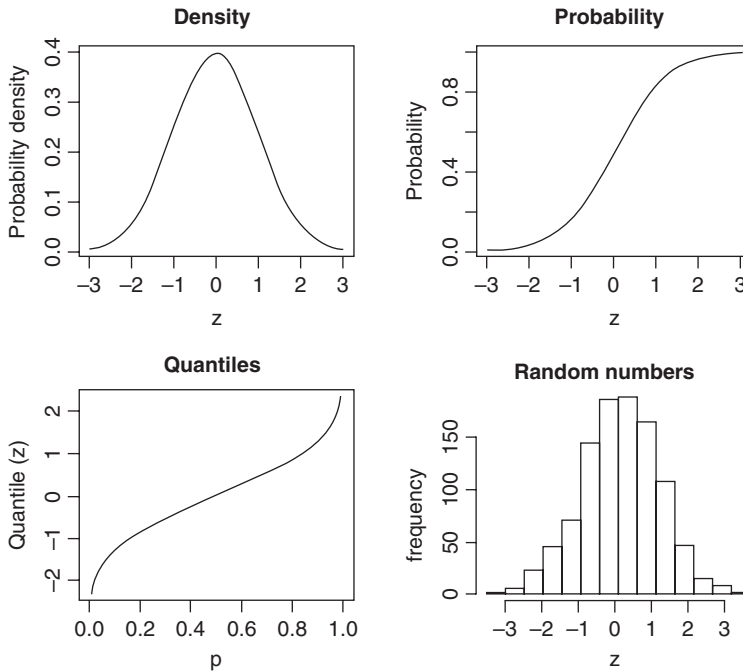 Density
Probability density
0.0 0.1 0.2 0.3 0.4
−3 −2 −1 0 1 2 3
z
Probability
Probability
0.0 0.4 0.8
−3 −2 −1 0 1 2 3
z
Quantiles
Quantile (z)
−2 −1 0 1 2
0.0 0.2 0.4 0.6 0.8 1.0
p
Random numbers
frequency
0 50 100 150
−3 −2 −1 0 1 2 3
z